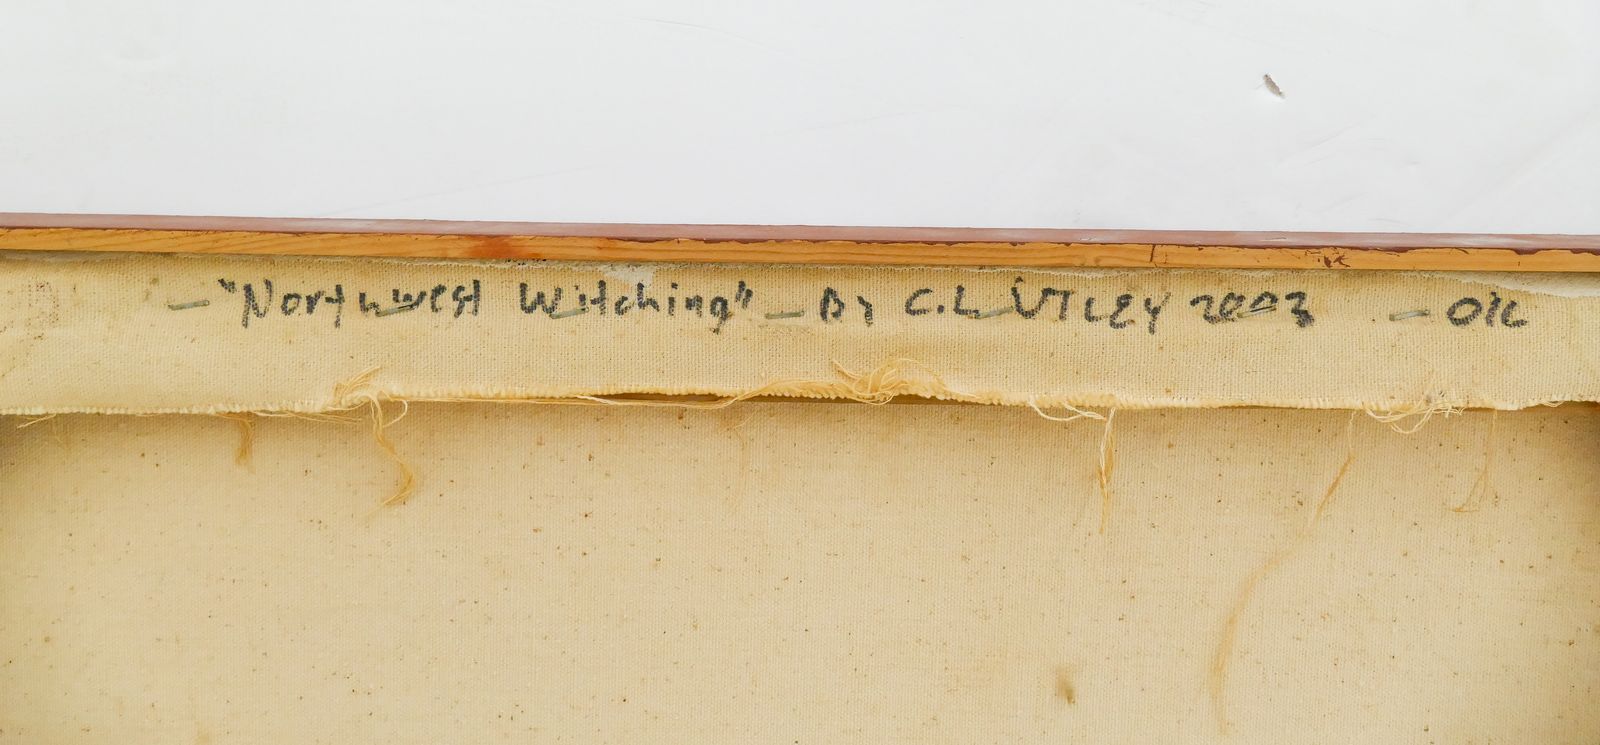 "Northwest Witching" By C.L UTLEY 2003 OIL